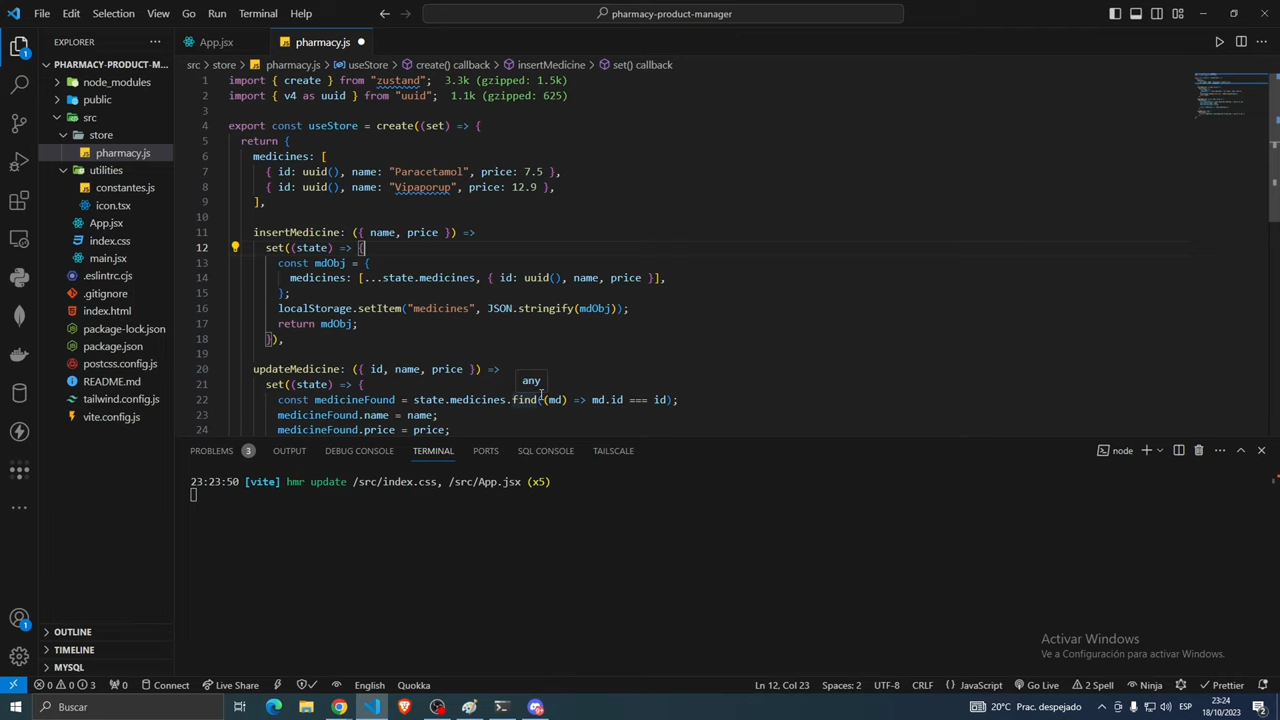 File Edit Selection View Go Run Terminal Help
pharmacy-product-manager
EXPLORER
PHARMACY-PRODUCT-M...
node_modules
public
src
store
pharmacy.js
utilities
constantes.js
icon.tsx
App.jsx
index.css
main.jsx
.eslintrc.cjs
.gitignore
index.html
package-lock.json
package.json
postcss.config.js
README.md
tailwind.config.js
vite.config.js
OUTLINE
TIMELINE
MYSQL
App.jsx pharmacy.js
src > store > pharmacy.js > useStore > create() callback > insertMedicine > set() callback
1 import { create } from "zustand"; 3.3k (gzipped: 1.5k)
2 import { v4 as uuid } from "uuid"; 1.1k (gzipped: 625)
3
4 export const useStore = create((set) => {
5 return {
6 medicines: [
7 { id: uuid(), name: "Paracetamol", price: 7.5 },
8 { id: uuid(), name: "Vipaporup", price: 12.9 },
9 ],
10
11 insertMedicine: ({ name, price }) =>
12 set((state) => {
13 const mdObj = {
14 medicines: [...state.medicines, { id: uuid(), name, price }],
15 };
16 localStorage.setItem("medicines", JSON.stringify(mdObj));
17 return mdObj;
18 }),
19
20 updateMedicine: ({ id, name, price }) =>
any
21 set((state) => {
22 const medicineFound = state.medicines.find((md) => md.id === id);
23 medicineFound.name = name;
24 medicineFound.price = price;
PROBLEMS 3 OUTPUT DEBUG CONSOLE TERMINAL PORTS SQL CONSOLE TAILSCALE
node
23:23:50 [vite] hmr update /src/index.css, /src/App.jsx (x5)
Activar Windows
Ve a Configuración para activar Windows.
0 0 3 0 Connect Live Share English Quokka Ln 12, Col 23 Spaces: 2 UTF-8 CRLF JavaScript Go Live 2 Spell Ninja Prettier
Buscar
20°C Prec. despejado
ESP
23:24
18/10/2023
2
1
1